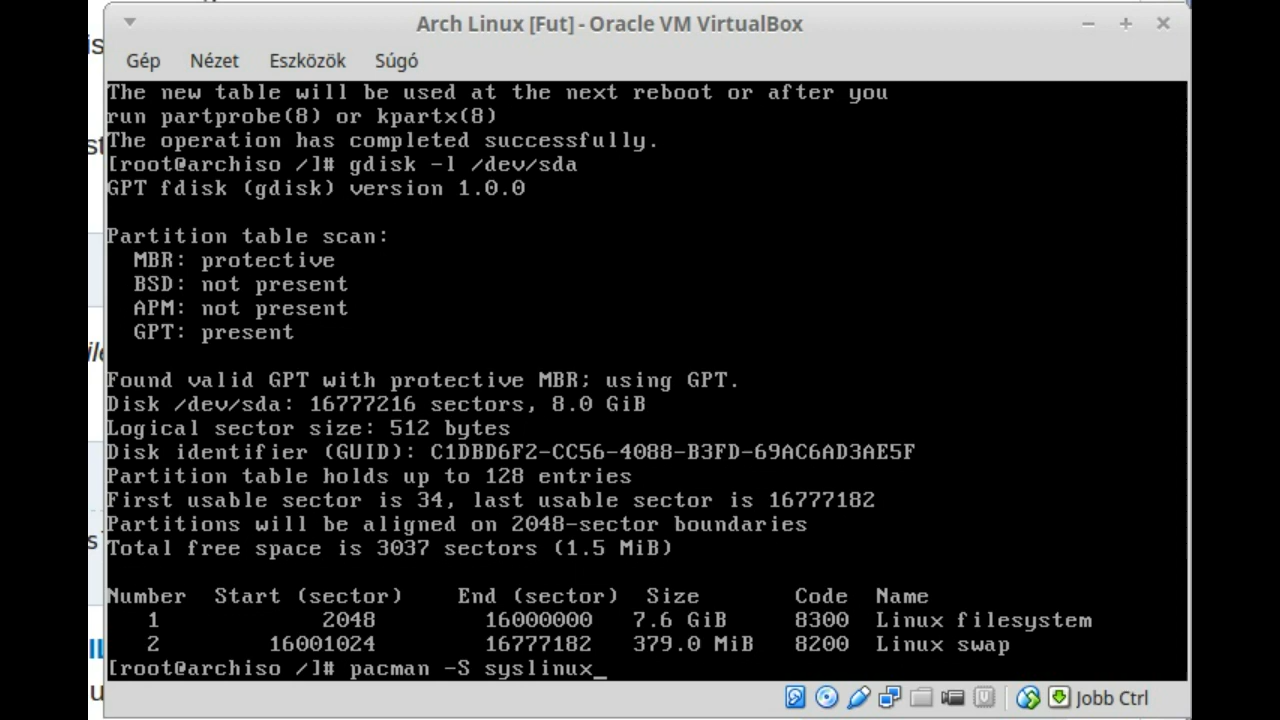 Arch Linux [Fut] - Oracle VM VirtualBox
Gép Nézet Eszközök Súgó
The new table will be used at the next reboot or after you
run partprobe(8) or kpartx(8)
The operation has completed successfully.
[root@archiso /]# gdisk -l /dev/sda
GPT fdisk (gdisk) version 1.0.0
Partition table scan:
MBR: protective
BSD: not present
APM: not present
GPT: present
Found valid GPT with protective MBR; using GPT.
Disk /dev/sda: 16777216 sectors, 8.0 GiB
Logical sector size: 512 bytes
Disk identifier (GUID): C1DBD6F2-CC56-4088-B3FD-69AC6AD3AE5F
Partition table holds up to 128 entries
First usable sector is 34, last usable sector is 16777182
Partitions will be aligned on 2048-sector boundaries
Total free space is 3037 sectors (1.5 MiB)
Number Start (sector) End (sector) Size Code Name
1 2048 16000000 7.6 GiB 8300 Linux filesystem
2 16001024 16777182 379.0 MiB 8200 Linux swap
[root@archiso /]# pacman -S syslinux_
Jobb Ctrl